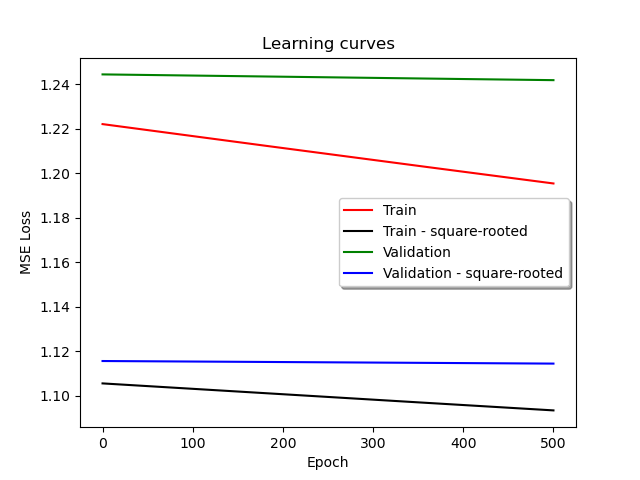 Learning curves
MSE Loss
1.24
1.22
1.20
1.18
1.16
1.14
1.12
1.10
Train
Train - square-rooted
Validation
Validation - square-rooted
0 100 200 300 400 500
Epoch